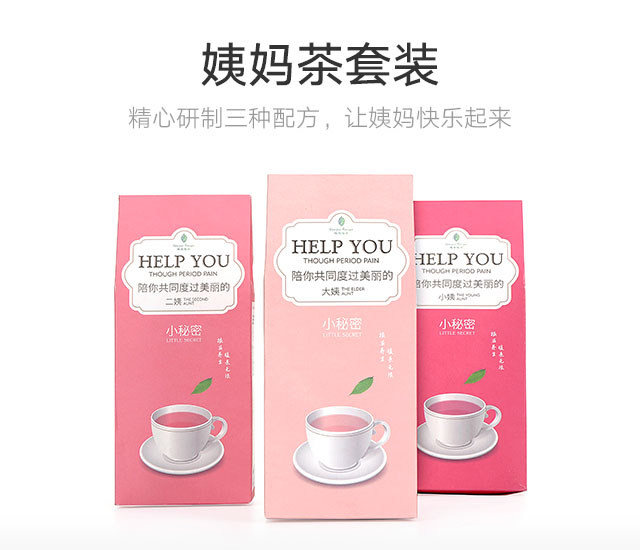 姨妈茶套装
精心研制三种配方，让姨妈快乐起来
HELP YOU
THOUGH PERIOD PAIN
陪你共同度过美丽的
二姨 THE SECOND AUNT
小秘密
LITTLE SECRET
HELP YOU
THOUGH PERIOD PAIN
陪你共同度过美丽的
大姨 THE ELDER AUNT
小秘密
LITTLE SECRET
HELP YOU
THOUGH PERIOD PAIN
陪你共同度过美丽的
小姨 THE YOUNG AUNT
小秘密
LITTLE SECRET